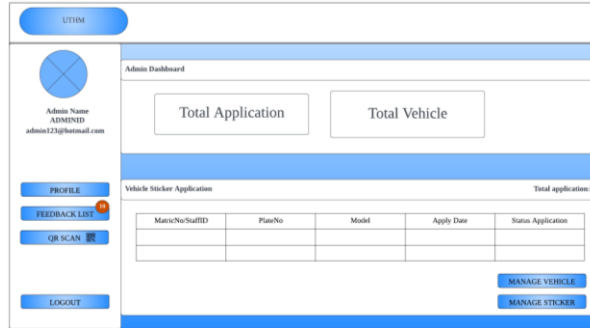 UTHM
Admin Name
ADMINID
admin123@hotmail.com
PROFILE
FEEDBACK LIST
10
QR SCAN
LOGOUT
Admin Dashboard
Total Application
Total Vehicle
Vehicle Sticker Application
Total application:
MatricNo/StaffID
PlateNo
Model
Apply Date
Status Application
MANAGE VEHICLE
MANAGE STICKER